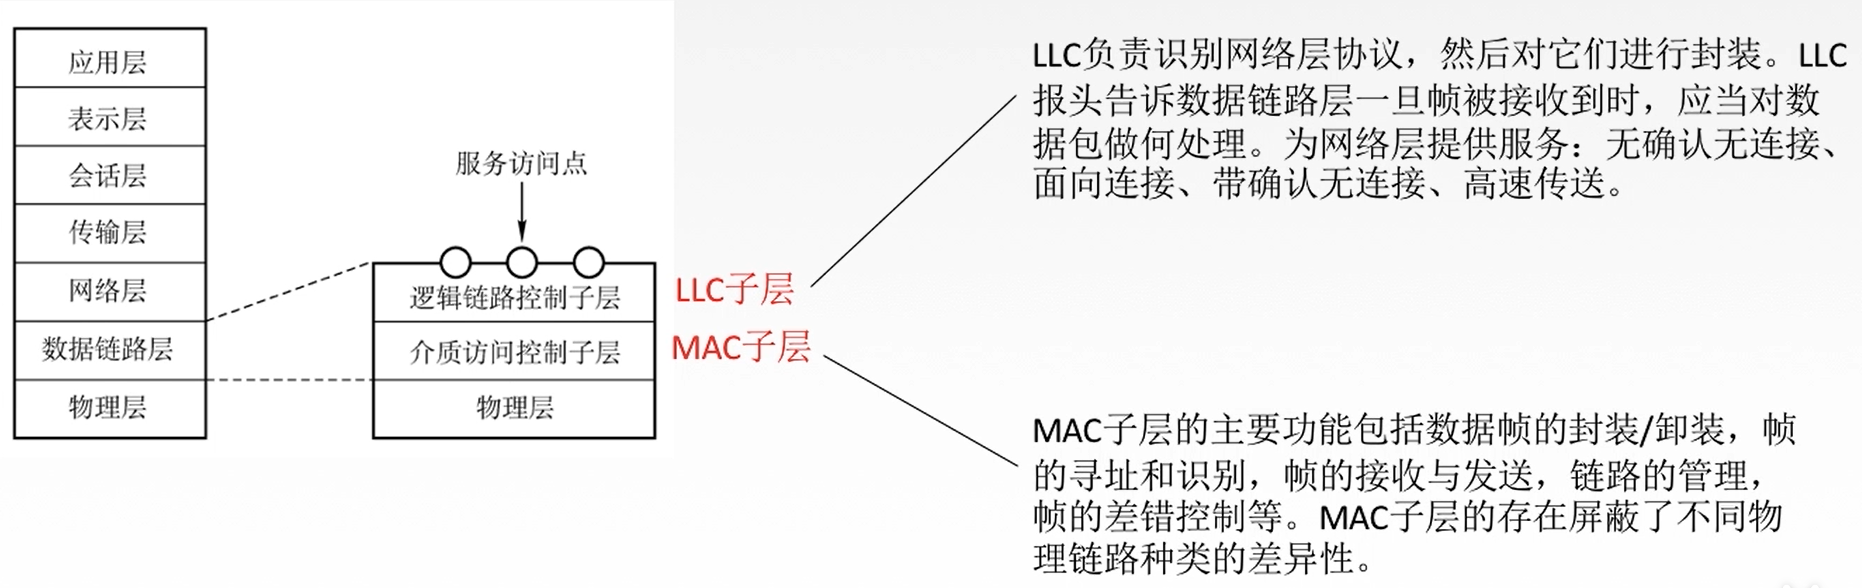 应用层
表示层
会话层
传输层
网络层
数据链路层
物理层
服务访问点
逻辑链路控制子层
介质访问控制子层
物理层
LLC子层
MAC子层
LLC负责识别网络层协议，然后对它们进行封装。LLC
报头告诉数据链路层一旦帧被接收到时，应当对数
据包做何处理。为网络层提供服务：无确认无连接、
面向连接、带确认无连接、高速传送。
MAC子层的主要功能包括数据帧的封装/卸装，帧
的寻址和识别，帧的接收与发送，链路的管理，
帧的差错控制等。MAC子层的存在屏蔽了不同物
理链路种类的差异性。